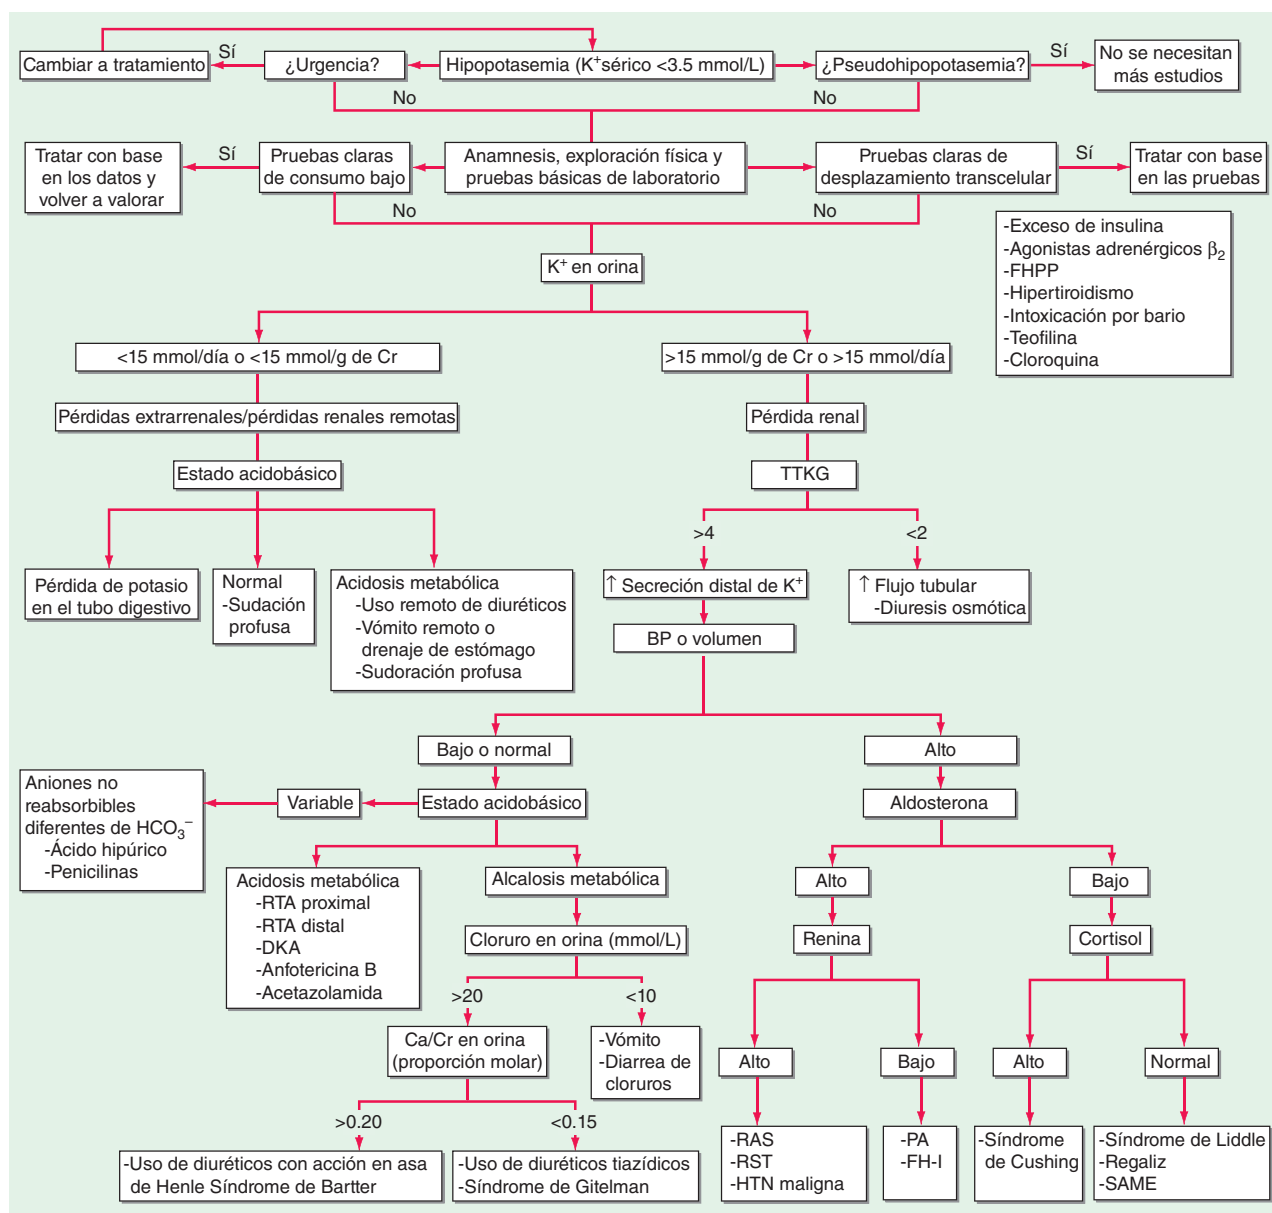 Cambiar a tratamiento
Sí
¿Urgencia?
Hipopotasemia (K⁺sérico <3.5 mmol/L)
¿Pseudohipopotasemia?
Sí
No se necesitan
más estudios
No
No
Tratar con base
en los datos y
volver a valorar
Sí
Pruebas claras
de consumo bajo
Anamnesis, exploración física y
pruebas básicas de laboratorio
Pruebas claras de
desplazamiento transcelular
Sí
Tratar con base
en las pruebas
No
No
-Exceso de insulina
-Agonistas adrenérgicos β₂
-FHPP
-Hipertiroidismo
-Intoxicación por bario
-Teofilina
-Cloroquina
K⁺ en orina
<15 mmol/día o <15 mmol/g de Cr
>15 mmol/g de Cr o >15 mmol/día
Pérdidas extrarrenales/pérdidas renales remotas
Pérdida renal
Estado acidobásico
TTKG
>4
<2
Pérdida de potasio
en el tubo digestivo
Normal
-Sudación
profusa
Acidosis metabólica
-Uso remoto de diuréticos
-Vómito remoto o
drenaje de estómago
-Sudoración profusa
↑ Secreción distal de K⁺
↑ Flujo tubular
-Diuresis osmótica
BP o volumen
Bajo o normal
Alto
Aniones no
reabsorbibles
diferentes de HCO₃⁻
-Ácido hipúrico
-Penicilinas
Variable
Estado acidobásico
Aldosterona
Acidosis metabólica
-RTA proximal
-RTA distal
-DKA
-Anfotericina B
-Acetazolamida
Alcalosis metabólica
Alto
Bajo
Cloruro en orina (mmol/L)
Renina
Cortisol
>20
<10
Ca/Cr en orina
(proporción molar)
-Vómito
-Diarrea de
cloruros
Alto
Bajo
Alto
Normal
>0.20
<0.15
-Uso de diuréticos con acción en asa
de Henle Síndrome de Bartter
-Uso de diuréticos tiazídicos
-Síndrome de Gitelman
-RAS
-RST
-HTN maligna
-PA
-FH-I
-Síndrome
de Cushing
-Síndrome de Liddle
-Regaliz
-SAME